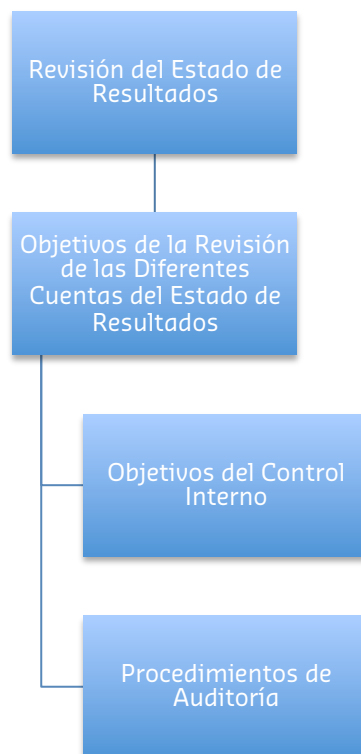 Revisión del Estado de
Resultados
Objetivos de la Revisión
de las Diferentes
Cuentas del Estado de
Resultados
Objetivos del Control
Interno
Procedimientos de
Auditoría